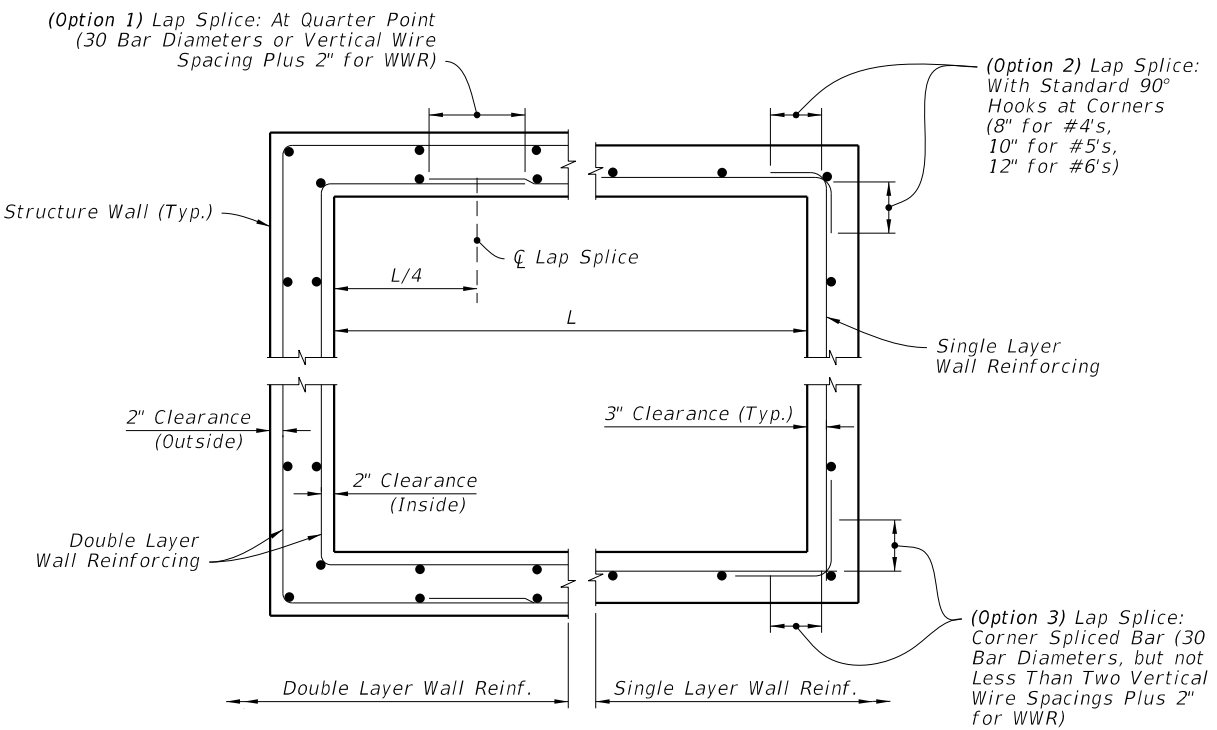 (Option 1) Lap Splice: At Quarter Point
(30 Bar Diameters or Vertical Wire
Spacing Plus 2" for WWR)
(Option 2) Lap Splice:
With Standard 90°
Hooks at Corners
(8" for #4's,
10" for #5's,
12" for #6's)
Structure Wall (Typ.)
℄ Lap Splice
L/4
L
Single Layer
Wall Reinforcing
2" Clearance
(Outside)
3" Clearance (Typ.)
2" Clearance
(Inside)
Double Layer
Wall Reinforcing
(Option 3) Lap Splice:
Corner Spliced Bar (30
Bar Diameters, but not
Less Than Two Vertical
Wire Spacings Plus 2"
for WWR)
Double Layer Wall Reinf.
Single Layer Wall Reinf.